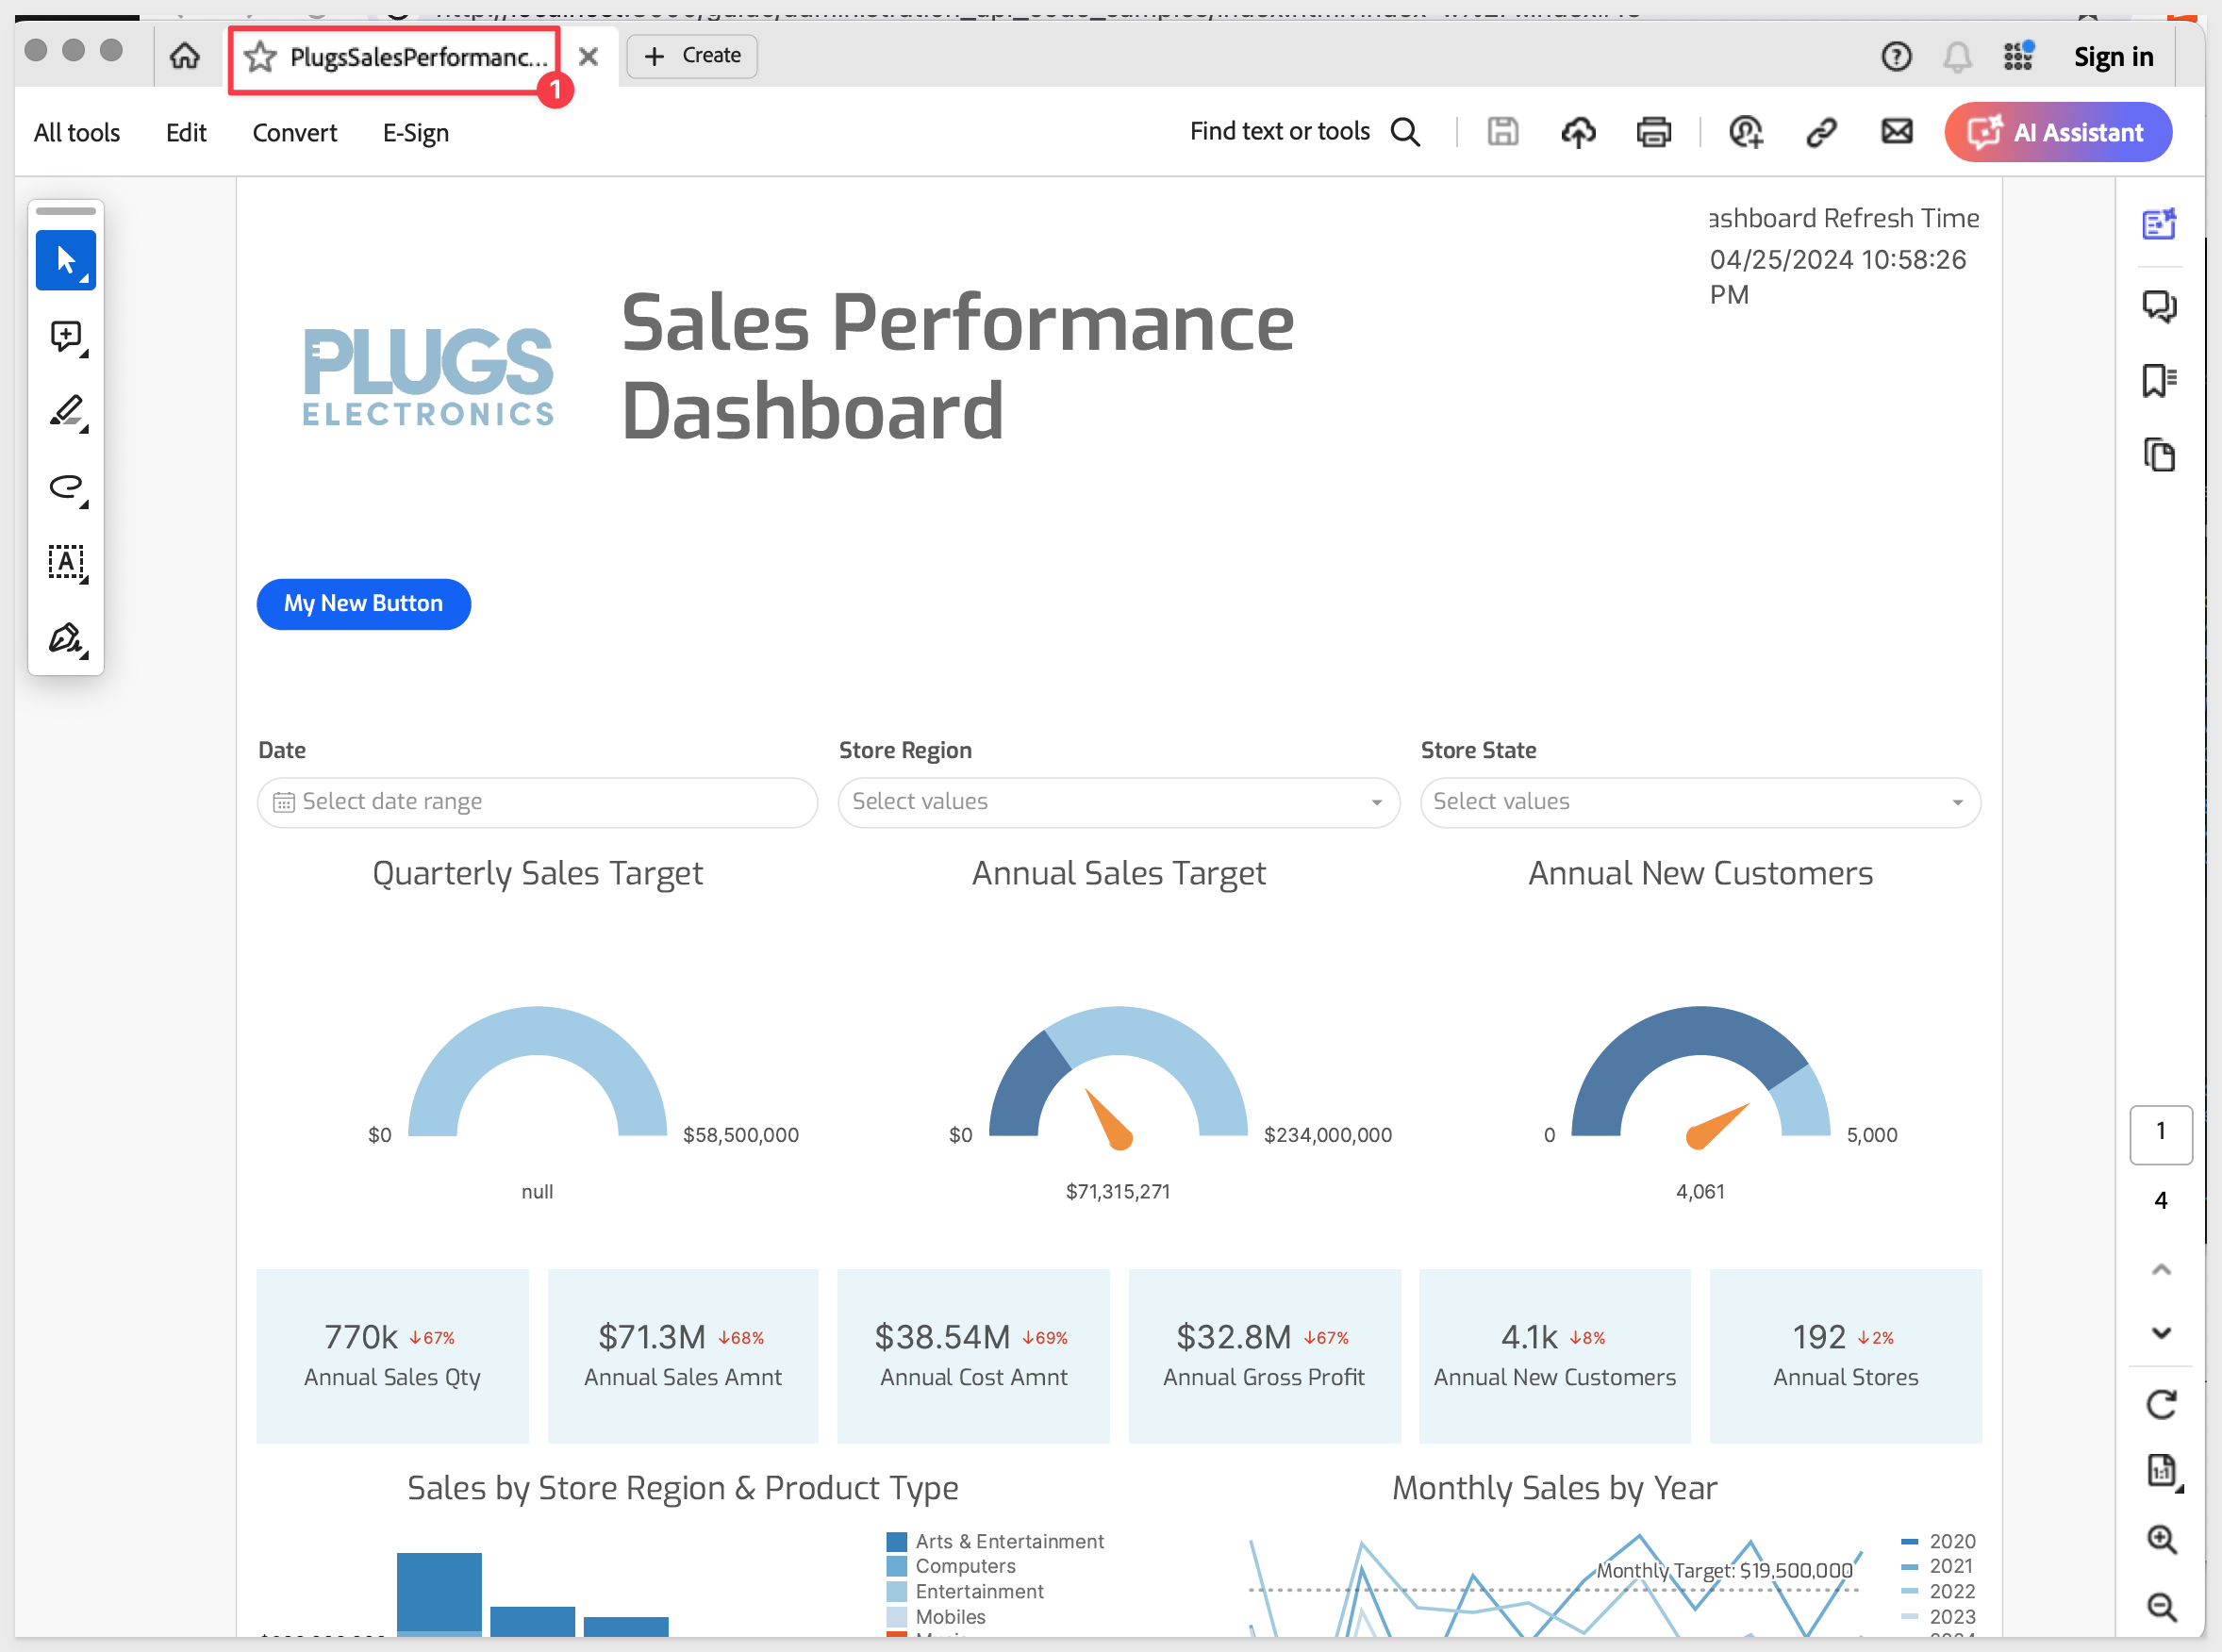 PlugsSalesPerformanc...
1
Create
Sign in
All tools
Edit
Convert
E-Sign
Find text or tools
AI Assistant
ashboard Refresh Time
04/25/2024 10:58:26
PM
PLUGS
ELECTRONICS
Sales Performance
Dashboard
My New Button
Date
Store Region
Store State
Select date range
Select values
Select values
Quarterly Sales Target
Annual Sales Target
Annual New Customers
$0
$58,500,000
null
$0
$234,000,000
$71,315,271
0
5,000
4,061
1
4
770k ↓67%
Annual Sales Qty
$71.3M ↓68%
Annual Sales Amnt
$38.54M ↓69%
Annual Cost Amnt
$32.8M ↓67%
Annual Gross Profit
4.1k ↓8%
Annual New Customers
192 ↓2%
Annual Stores
Sales by Store Region & Product Type
Arts & Entertainment
Computers
Entertainment
Mobiles
Monthly Sales by Year
Monthly Target: $19,500,000
2020
2021
2022
2023